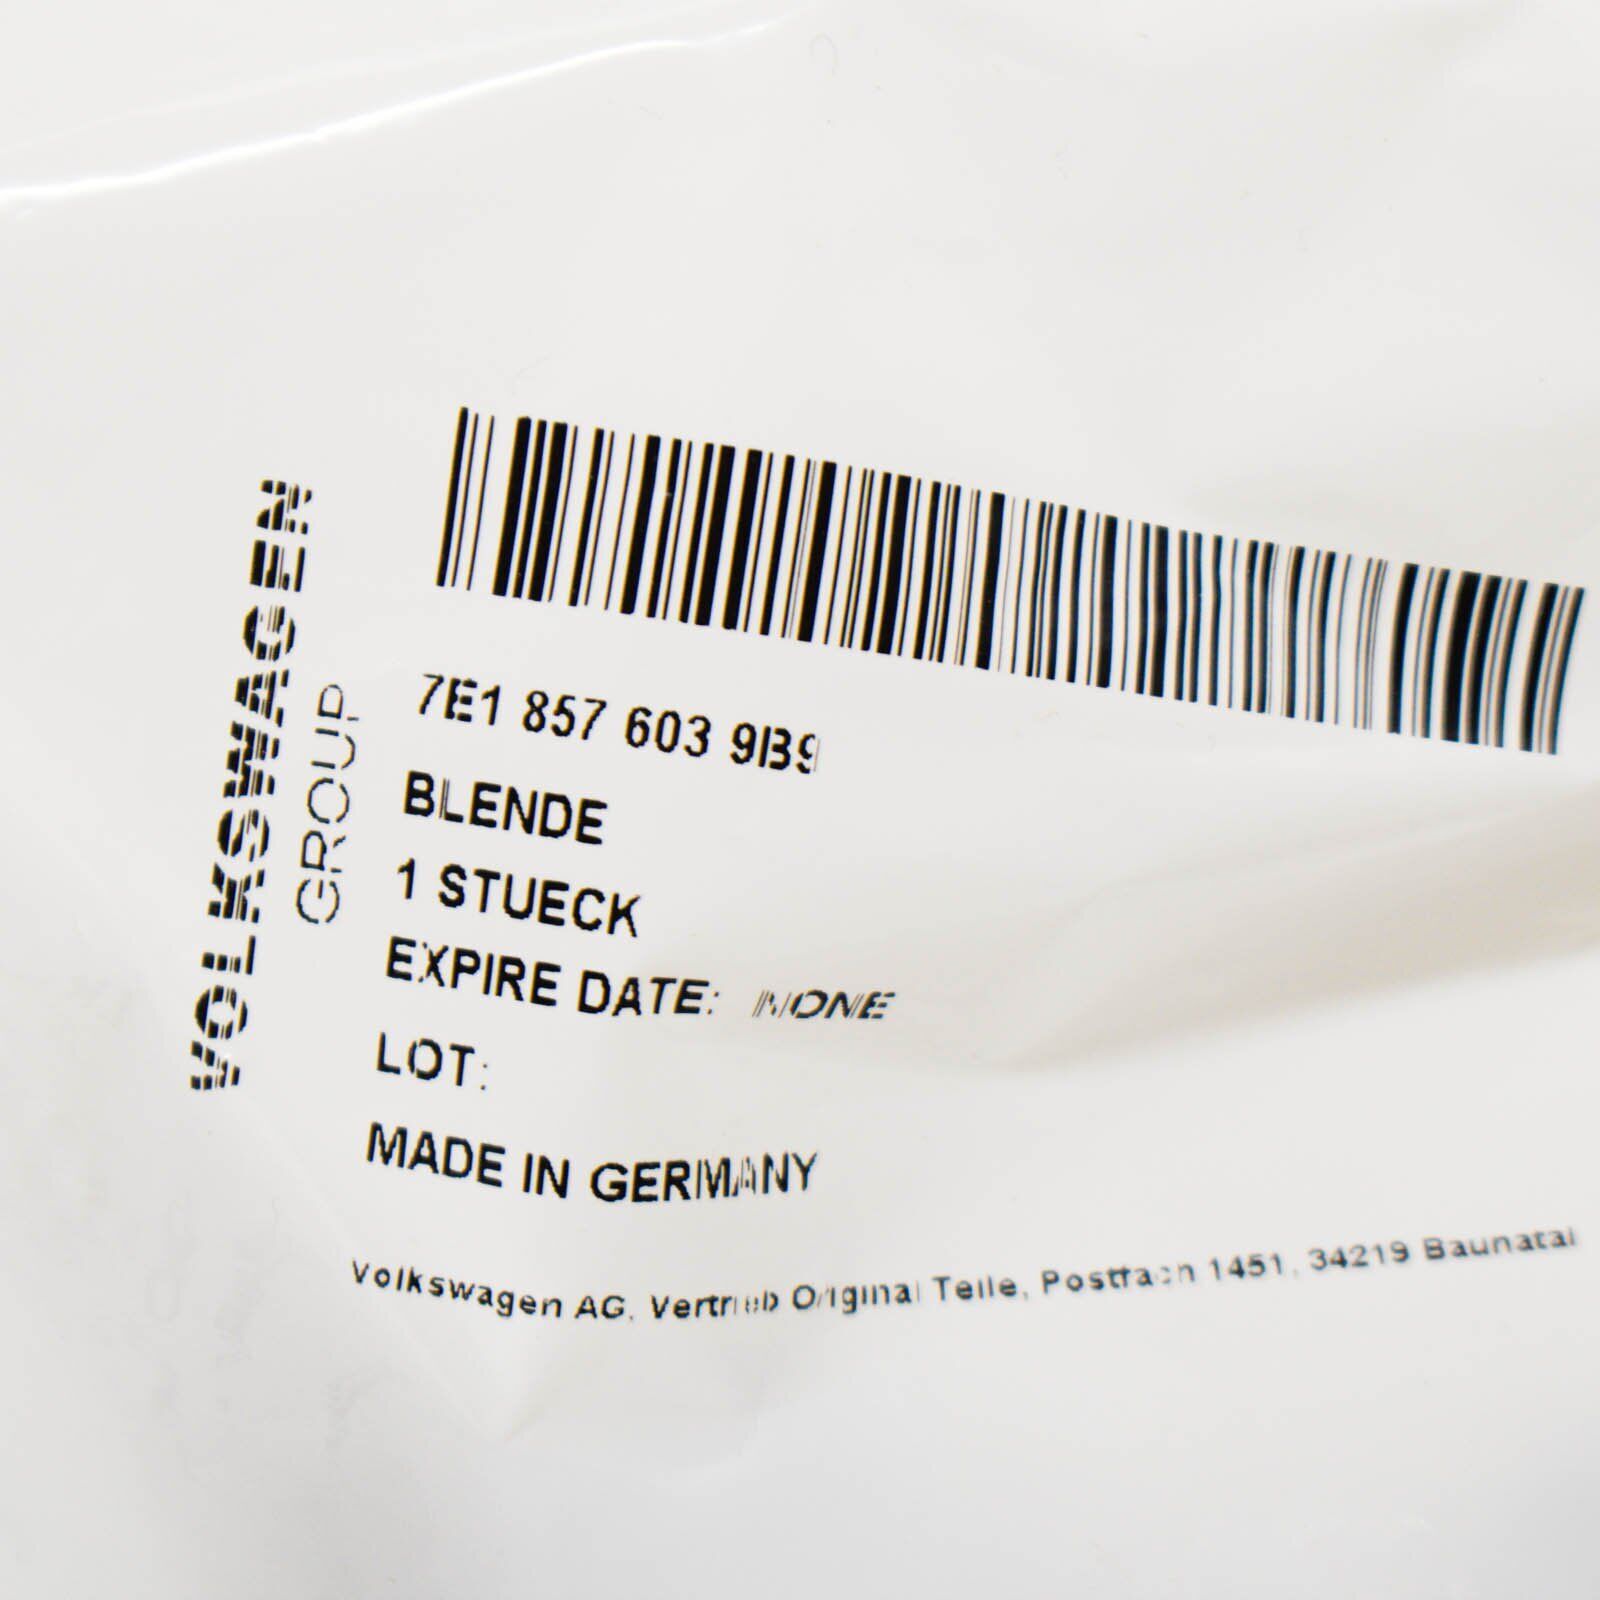 VOLKSWAGEN
GROUP
7E1 857 603 9B9
BLENDE
1 STUECK
EXPIRE DATE: NONE
LOT:
MADE IN GERMANY
Volkswagen AG, Vertrieb Original Teile, Postfach 1451, 34219 Baunatal